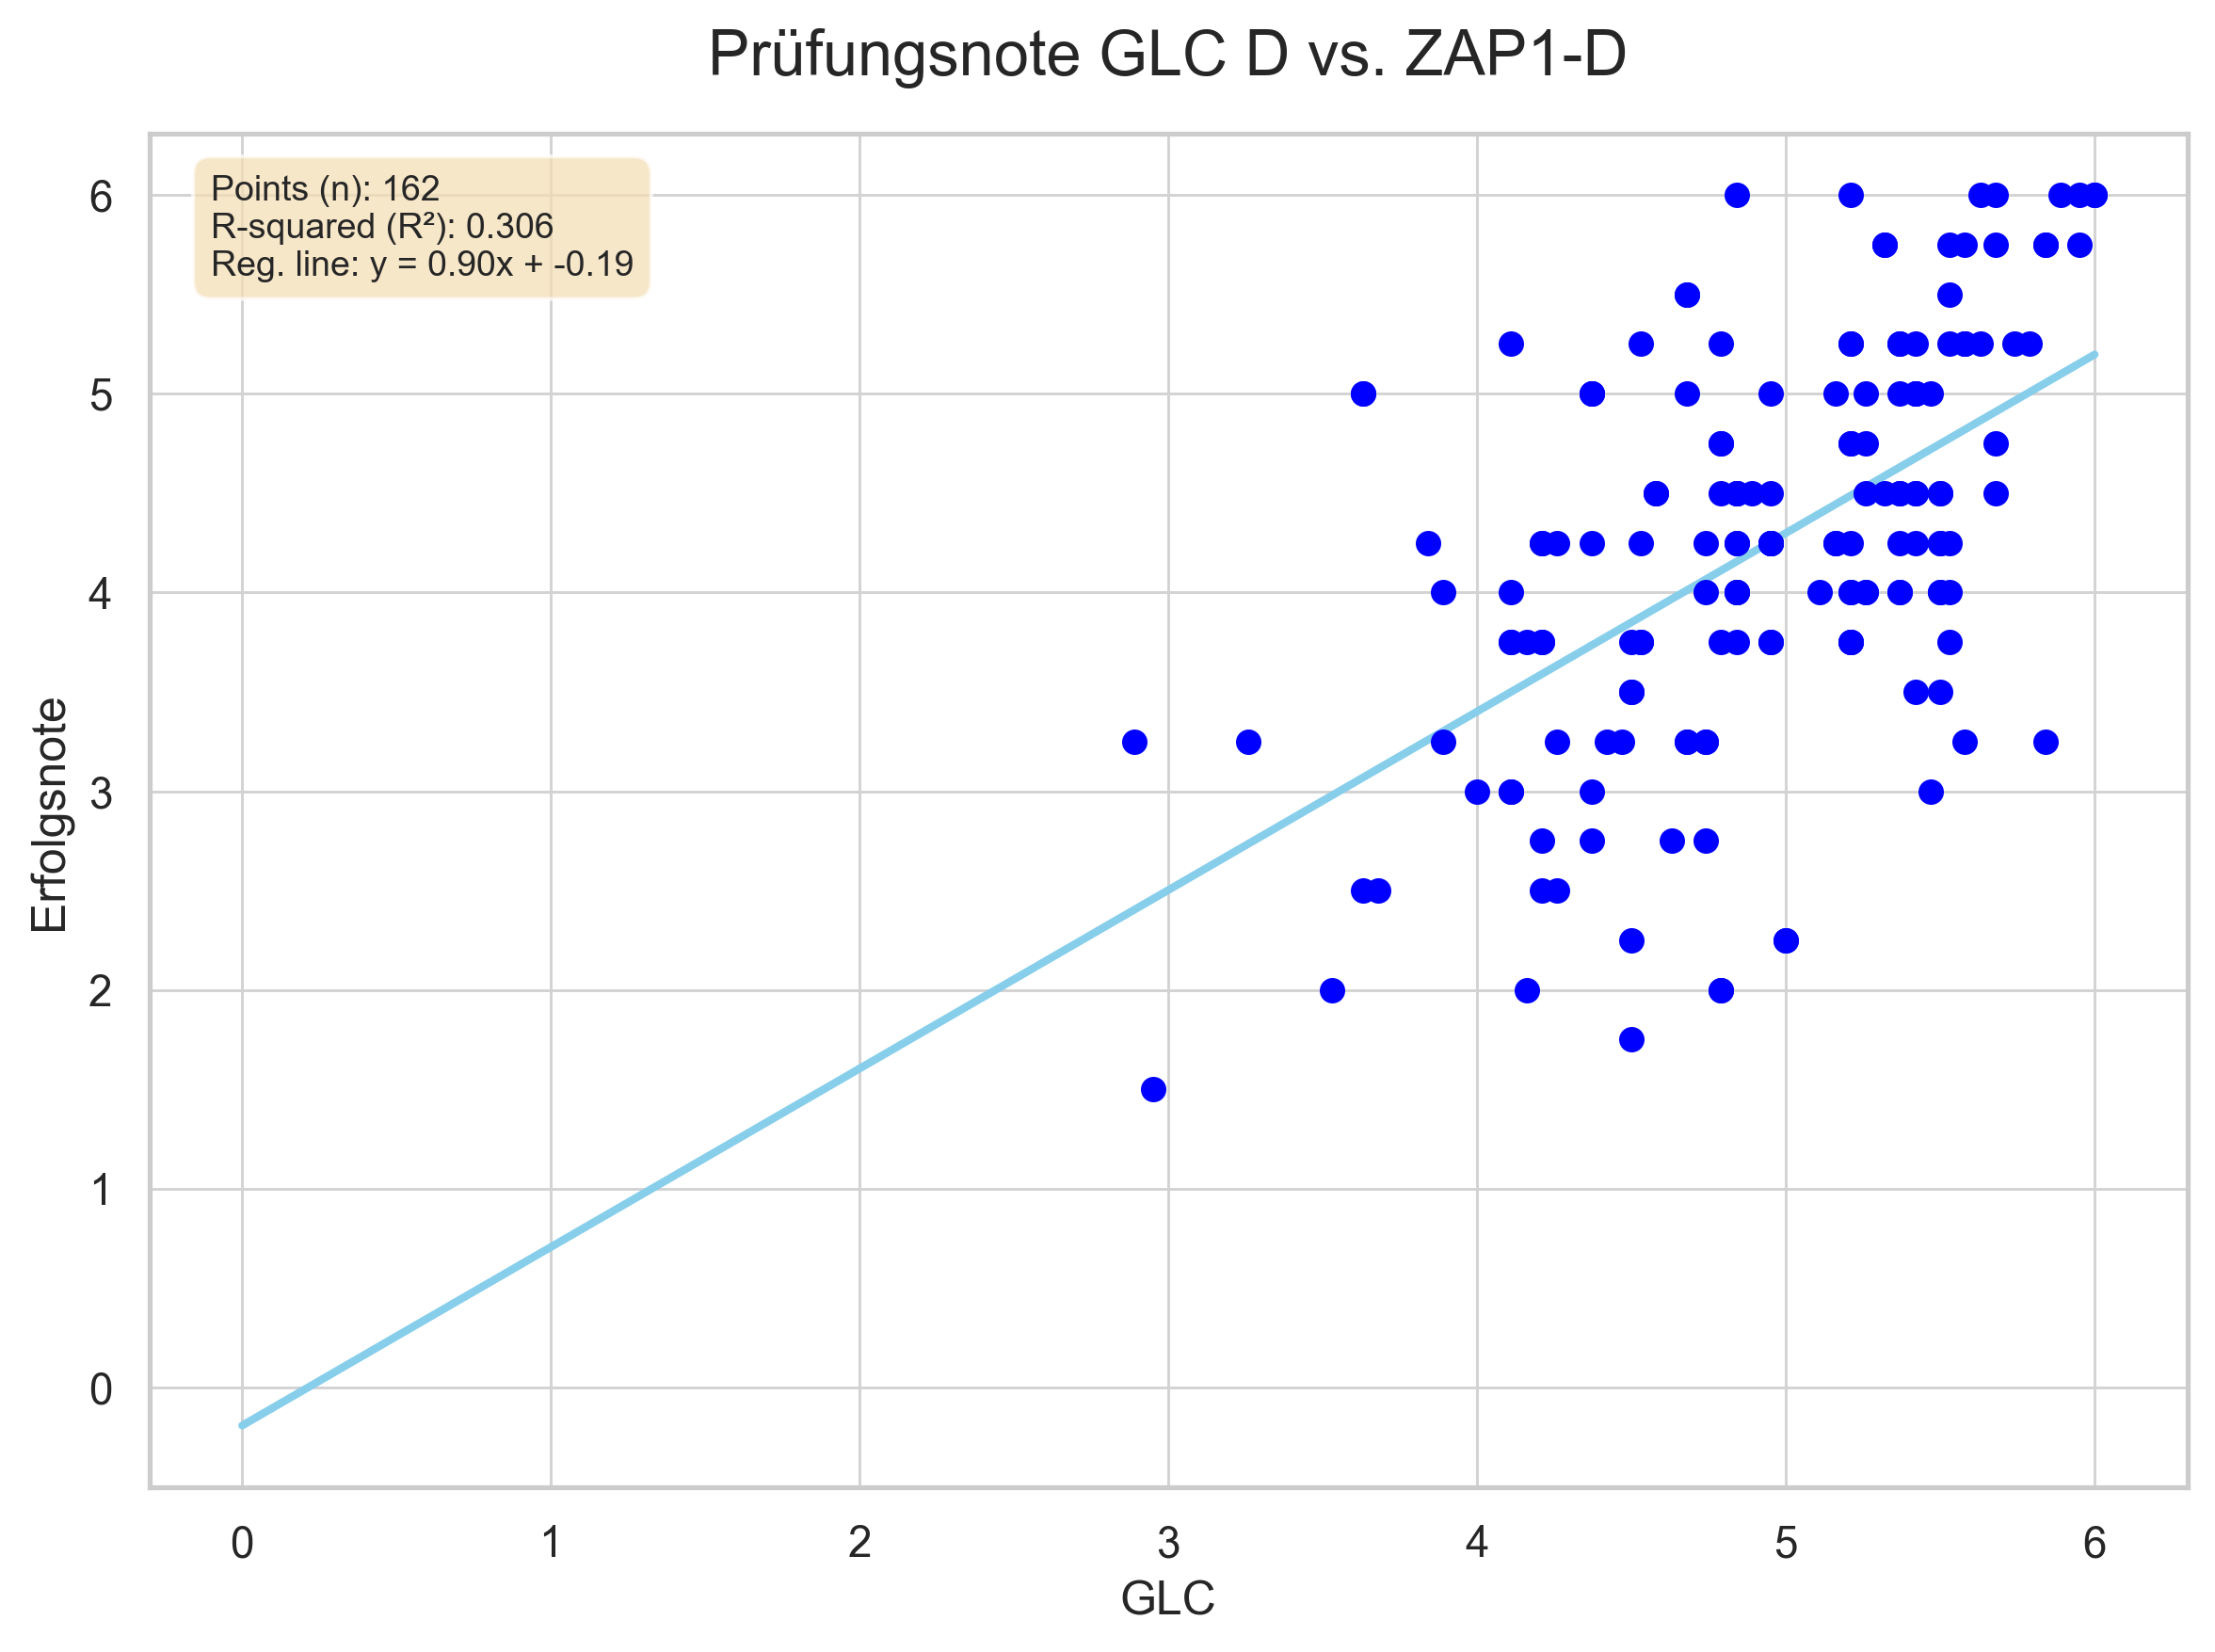 Prüfungsnote GLC D vs. ZAP1-D
Points (n): 162
R-squared (R²): 0.306
Reg. line: y = 0.90x + -0.19
6
5
4
3
2
1
0
Erfolgsnote
0 1 2 3 4 5 6
GLC